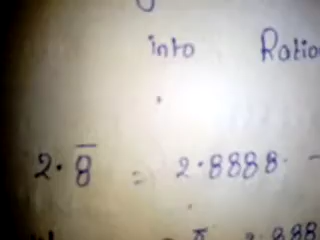 into Ratio
2.8̅ = 2.8888 -